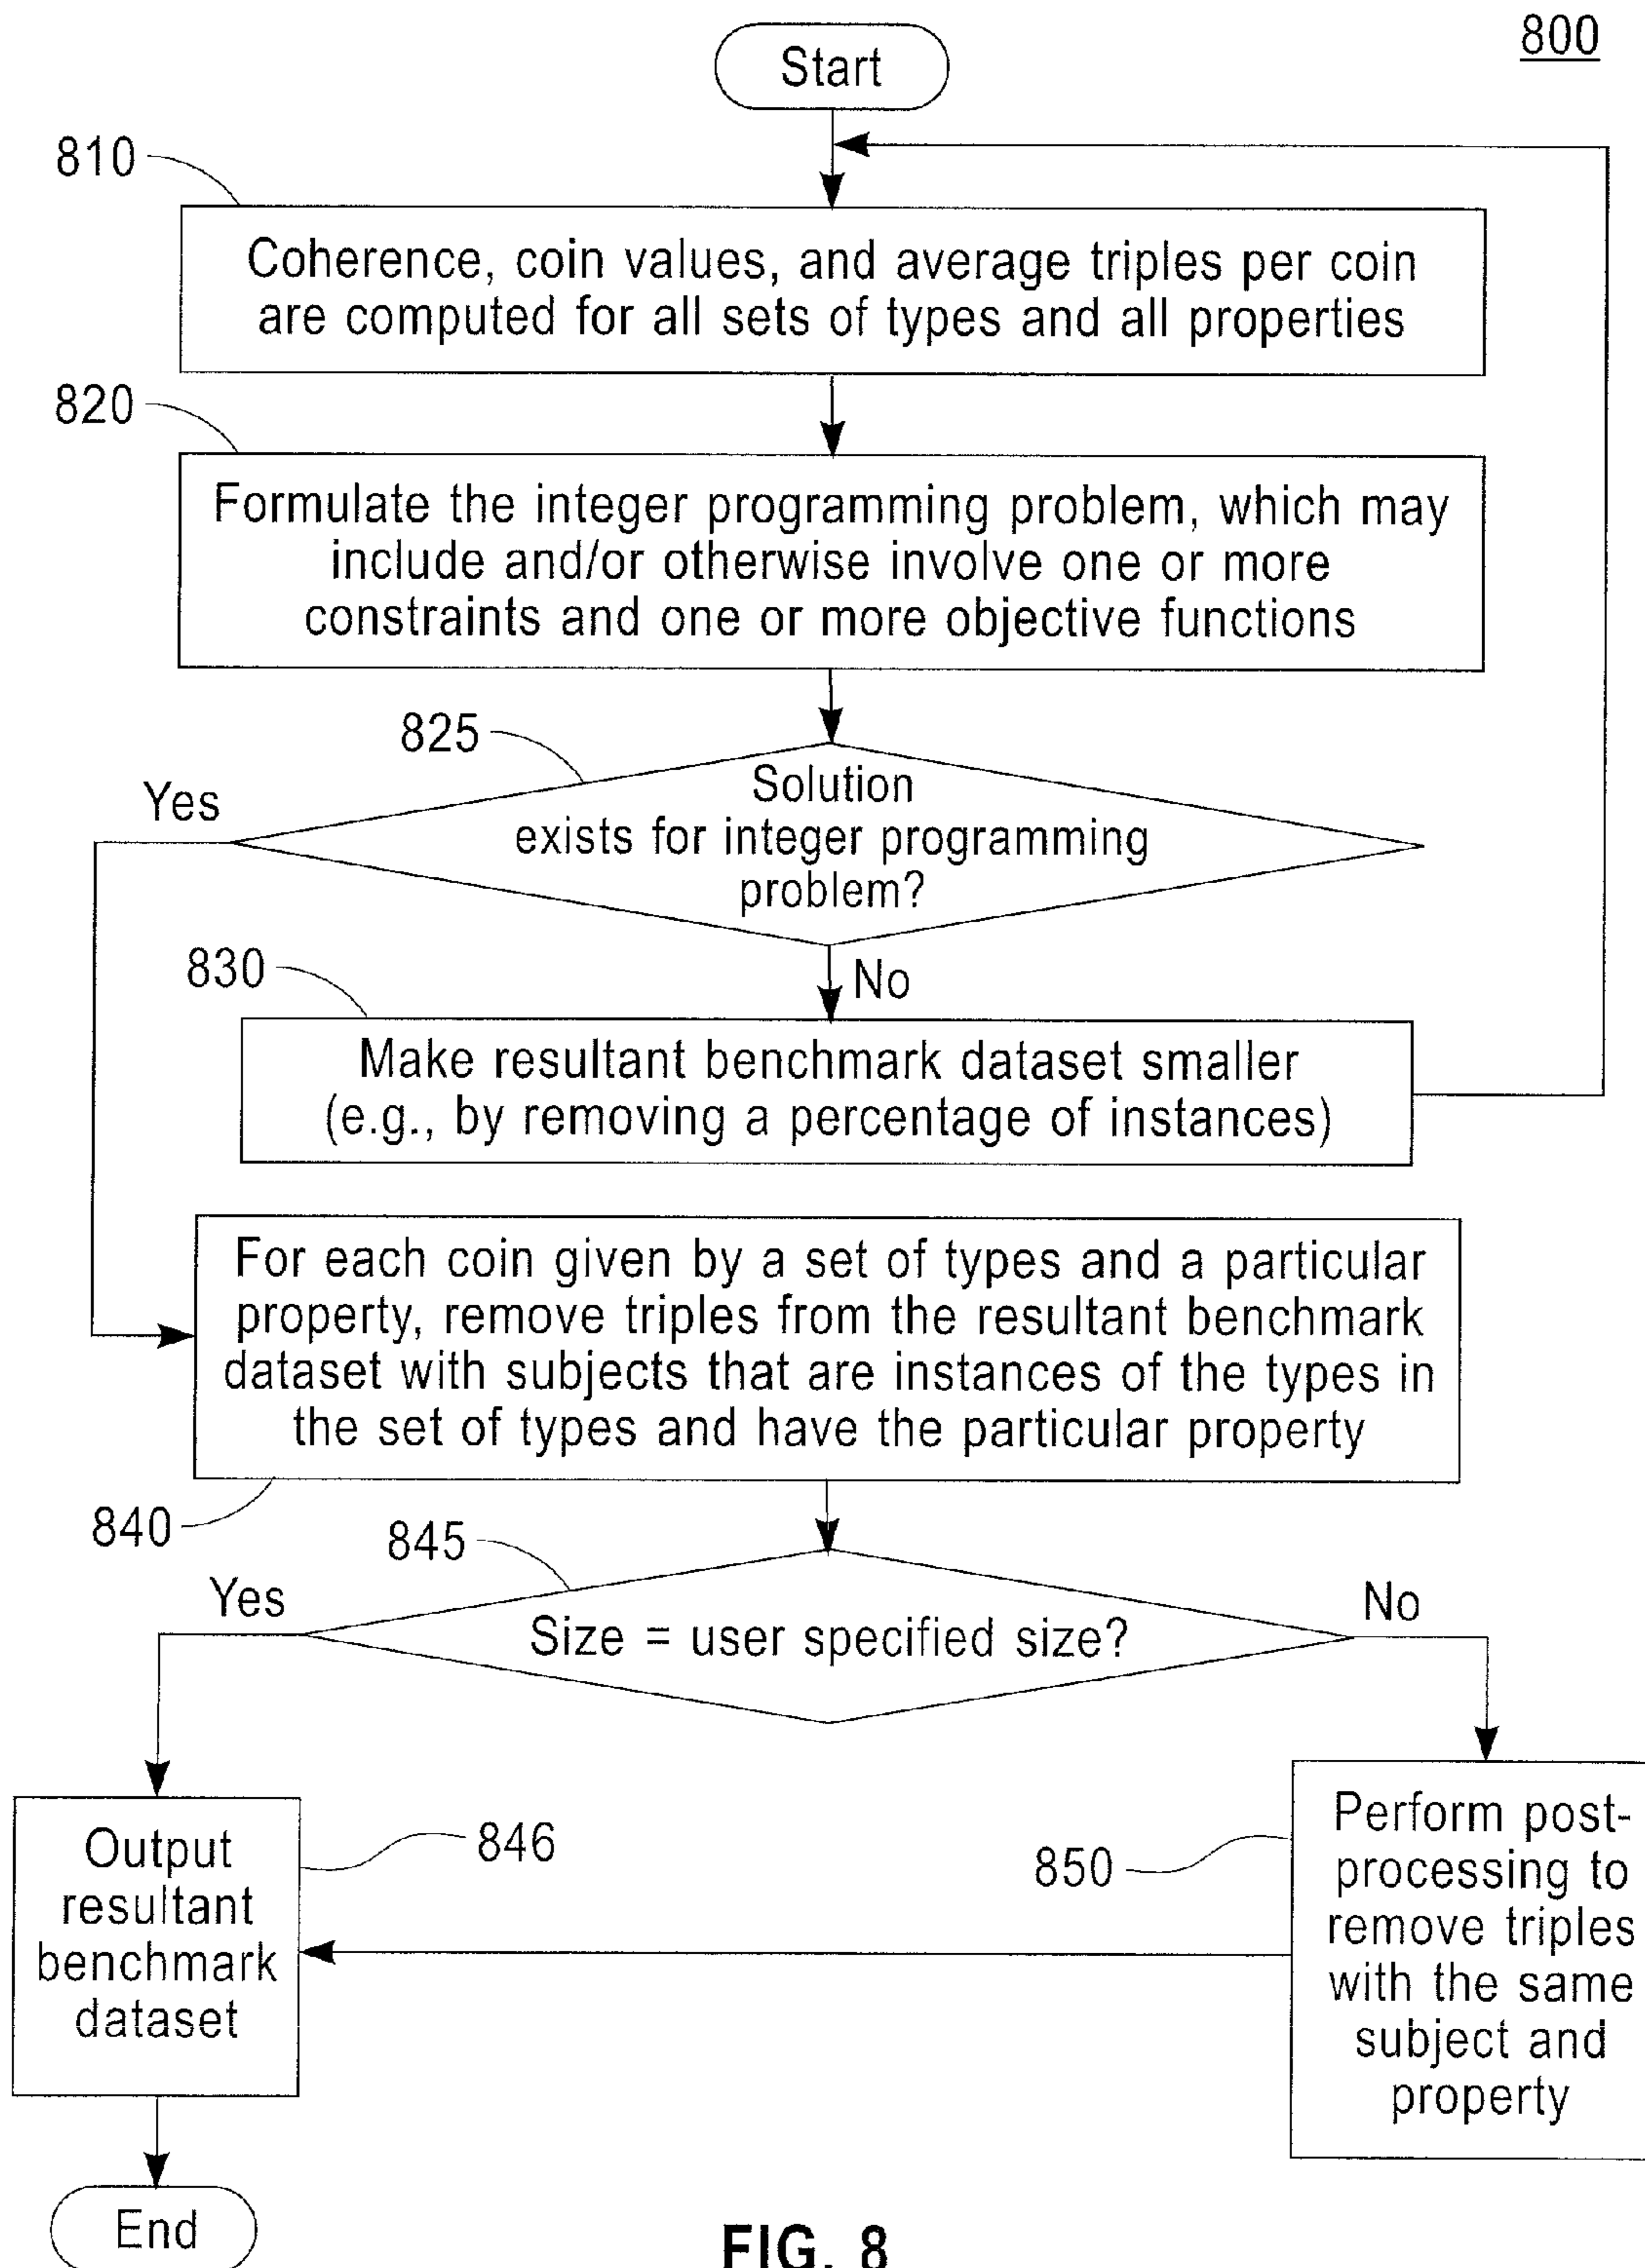 800
Start
810
Coherence, coin values, and average triples per coin
are computed for all sets of types and all properties
820
Formulate the integer programming problem, which may
include and/or otherwise involve one or more
constraints and one or more objective functions
825
Solution
exists for integer programming
problem?
Yes
No
830
Make resultant benchmark dataset smaller
(e.g., by removing a percentage of instances)
For each coin given by a set of types and a particular
property, remove triples from the resultant benchmark
dataset with subjects that are instances of the types in
the set of types and have the particular property
840
845
Yes
No
Size = user specified size?
Output
resultant
benchmark
dataset
846
850
Perform post-
processing to
remove triples
with the same
subject and
property
End
FIG. 8